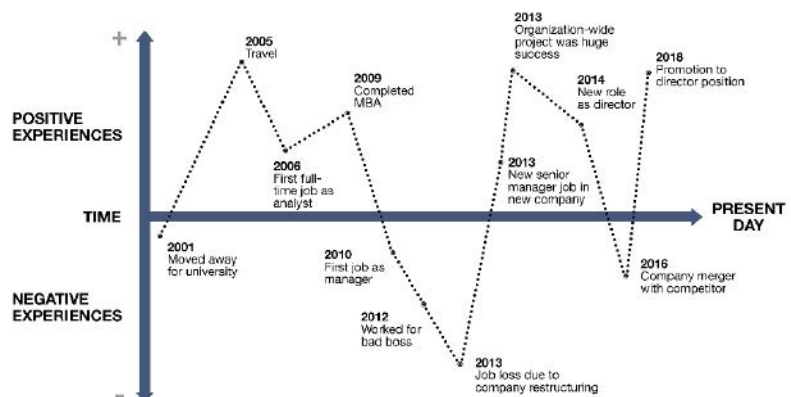 +
POSITIVE
EXPERIENCES
TIME
NEGATIVE
EXPERIENCES
-
2001
Moved away
for university
2005
Travel
2006
First full-
time job as
analyst
2009
Completed
MBA
2010
First job as
manager
2012
Worked for
bad boss
2013
Job loss due to
company restructuring
2013
New senior
manager job in
new company
2013
Organization-wide
project was huge
success
2014
New role
as director
2016
Company merger
with competitor
2018
Promotion to
director position
PRESENT
DAY